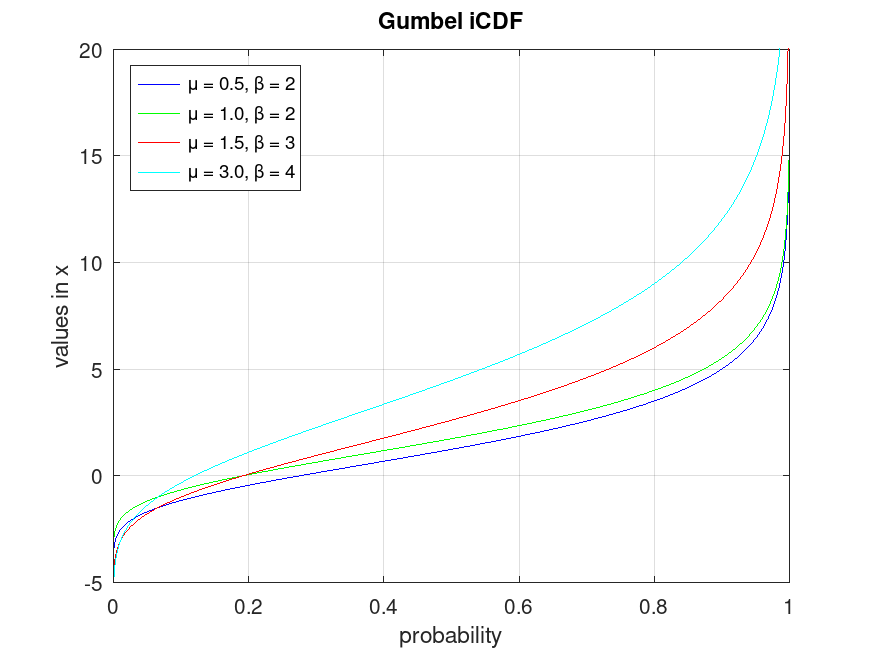 Gumbel iCDF
20
15
10
5
0
-5
values in x
μ = 0.5, β = 2
μ = 1.0, β = 2
μ = 1.5, β = 3
μ = 3.0, β = 4
0 0.2 0.4 0.6 0.8 1
probability